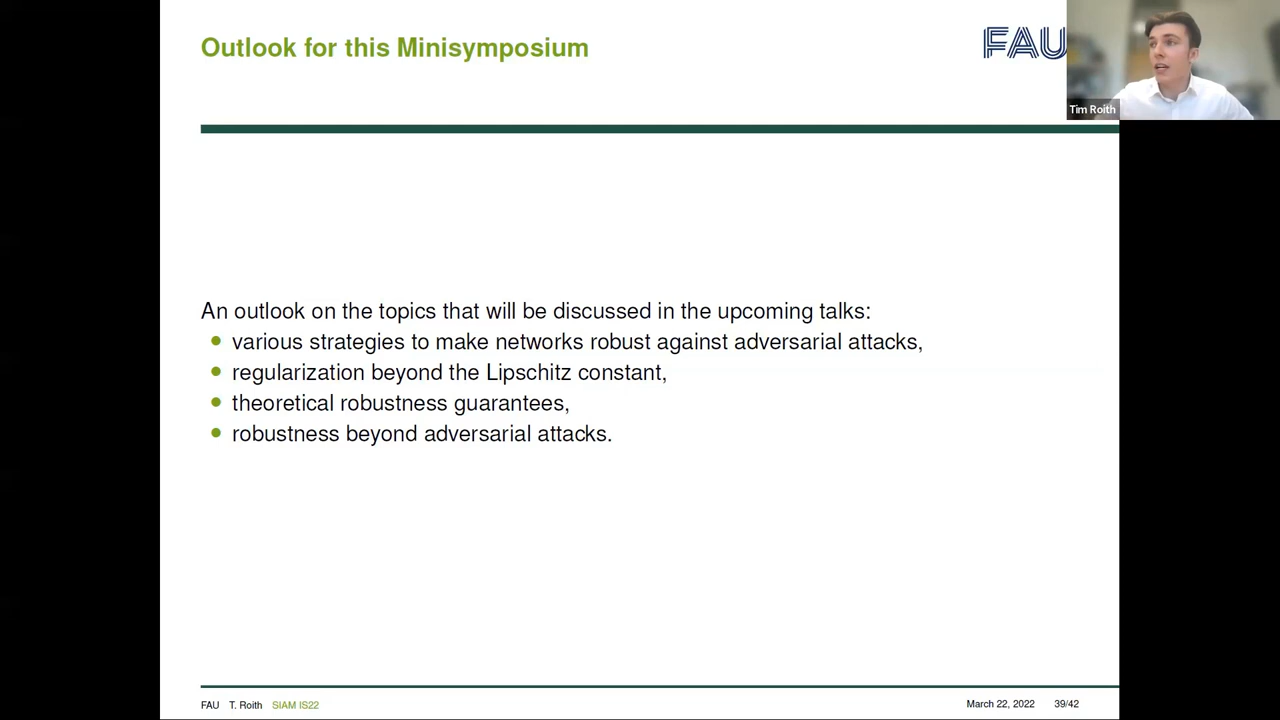 Outlook for this Minisymposium
FAU
Tim Roith
An outlook on the topics that will be discussed in the upcoming talks:
various strategies to make networks robust against adversarial attacks,
regularization beyond the Lipschitz constant,
theoretical robustness guarantees,
robustness beyond adversarial attacks.
FAU T. Roith SIAM IS22 March 22, 2022 39/42